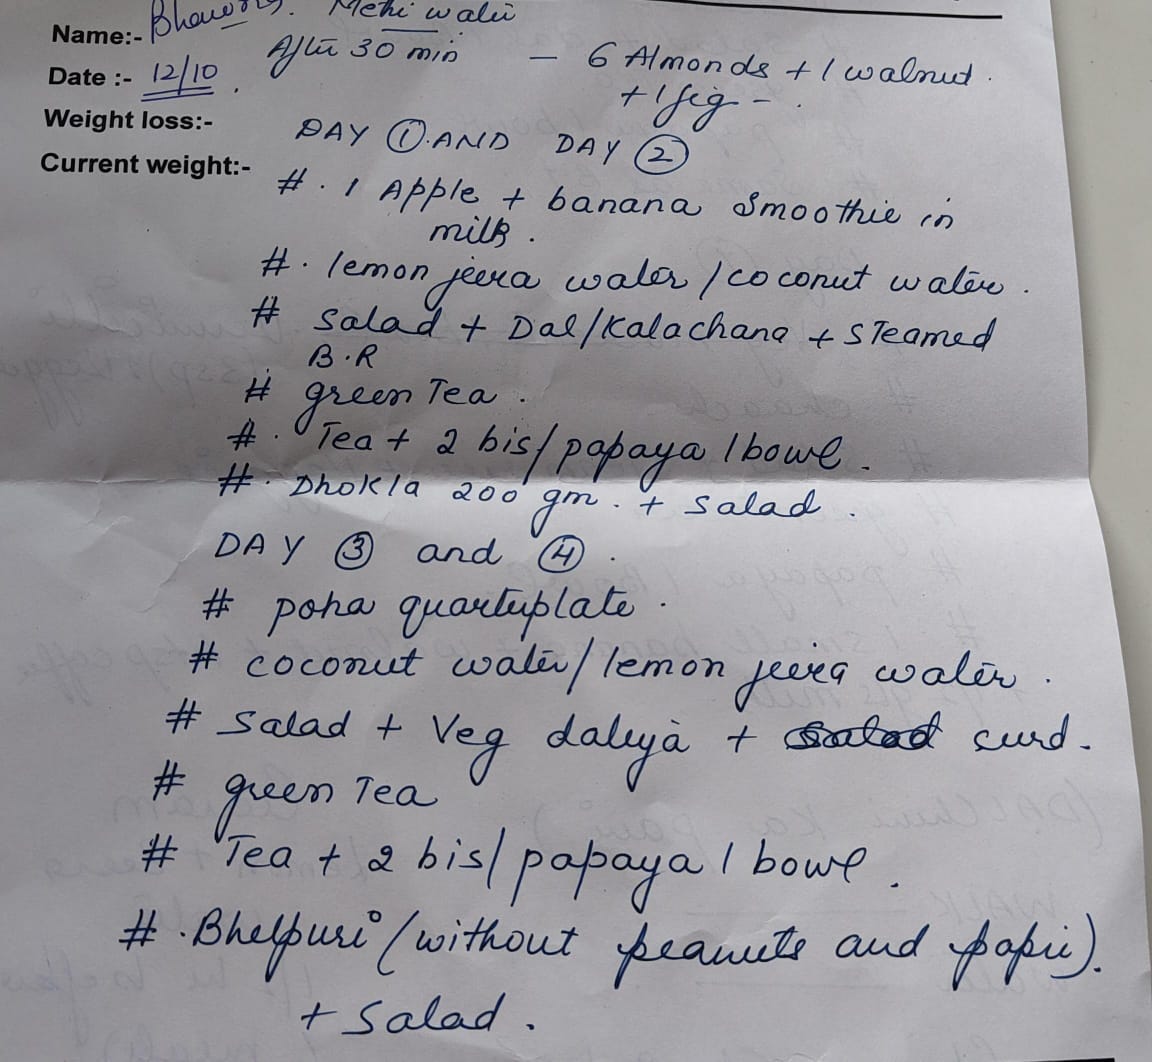 Name:- Methi water
Date :- 12/10. After 30 min - 6 Almonds + 1 walnut.
+ 1 fig - .
Weight loss:-
DAY ① AND DAY ②
Current weight:-
# . 1 Apple + banana smoothie in
milk .
# . lemon jeera water / coconut water .
# Salad + Dal/Kalachana + STeamed
B.R
# green Tea .
# . Tea + 2 bis/ papaya 1 bowl .
# . Dhokla 200 gm . + salad .
DAY ③ and ④ .
# poha quarterplate .
# coconut water/ lemon jeera water .
# salad + Veg daliya + curd .
# green Tea
# Tea + 2 bis/ papaya 1 bowl .
# . Bhelpuri (without peanuts and papri).
+ Salad .